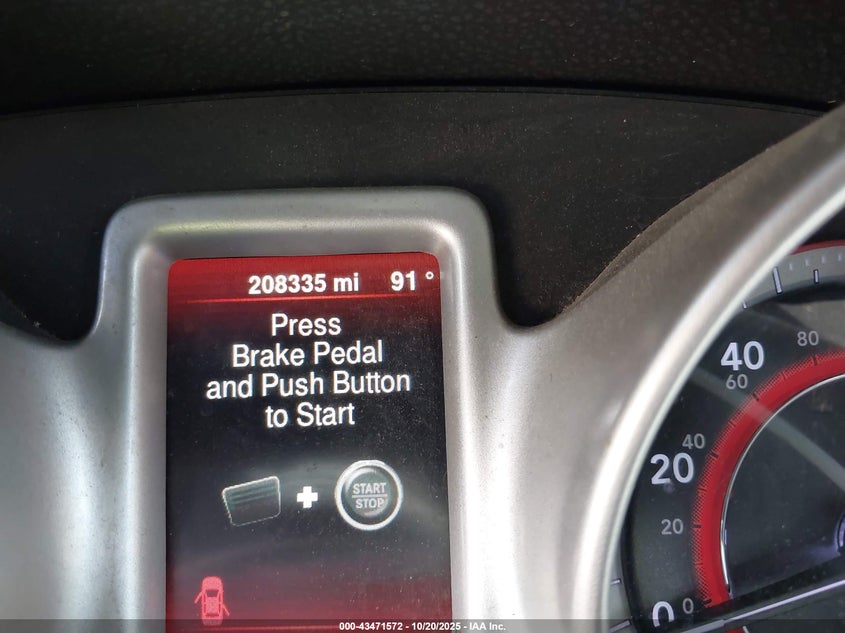 208335 mi 91°
Press
Brake Pedal
and Push Button
to Start
START
STOP
40
80
60
40
20
20
0
0
000-43471572 - 10/20/2025 - IAA Inc.